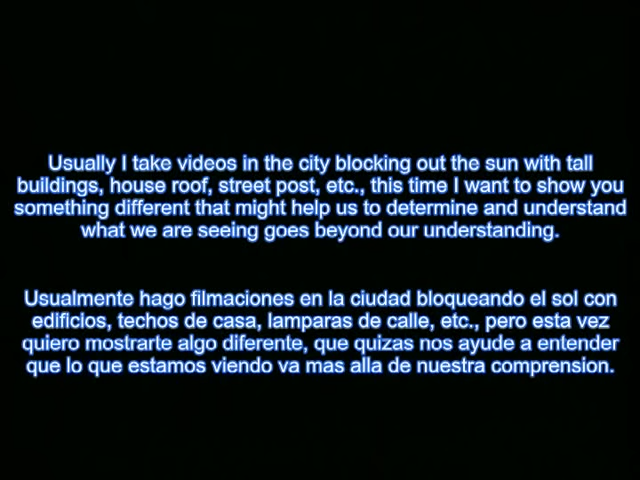 Usually I take videos in the city blocking out the sun with tall
buildings, house roof, street post, etc., this time I want to show you
something different that might help us to determine and understand
what we are seeing goes beyond our understanding.
Usualmente hago filmaciones en la ciudad bloqueando el sol con
edificios, techos de casa, lamparas de calle, etc., pero esta vez
quiero mostrarte algo diferente, que quizas nos ayude a entender
que lo que estamos viendo va mas alla de nuestra comprension.